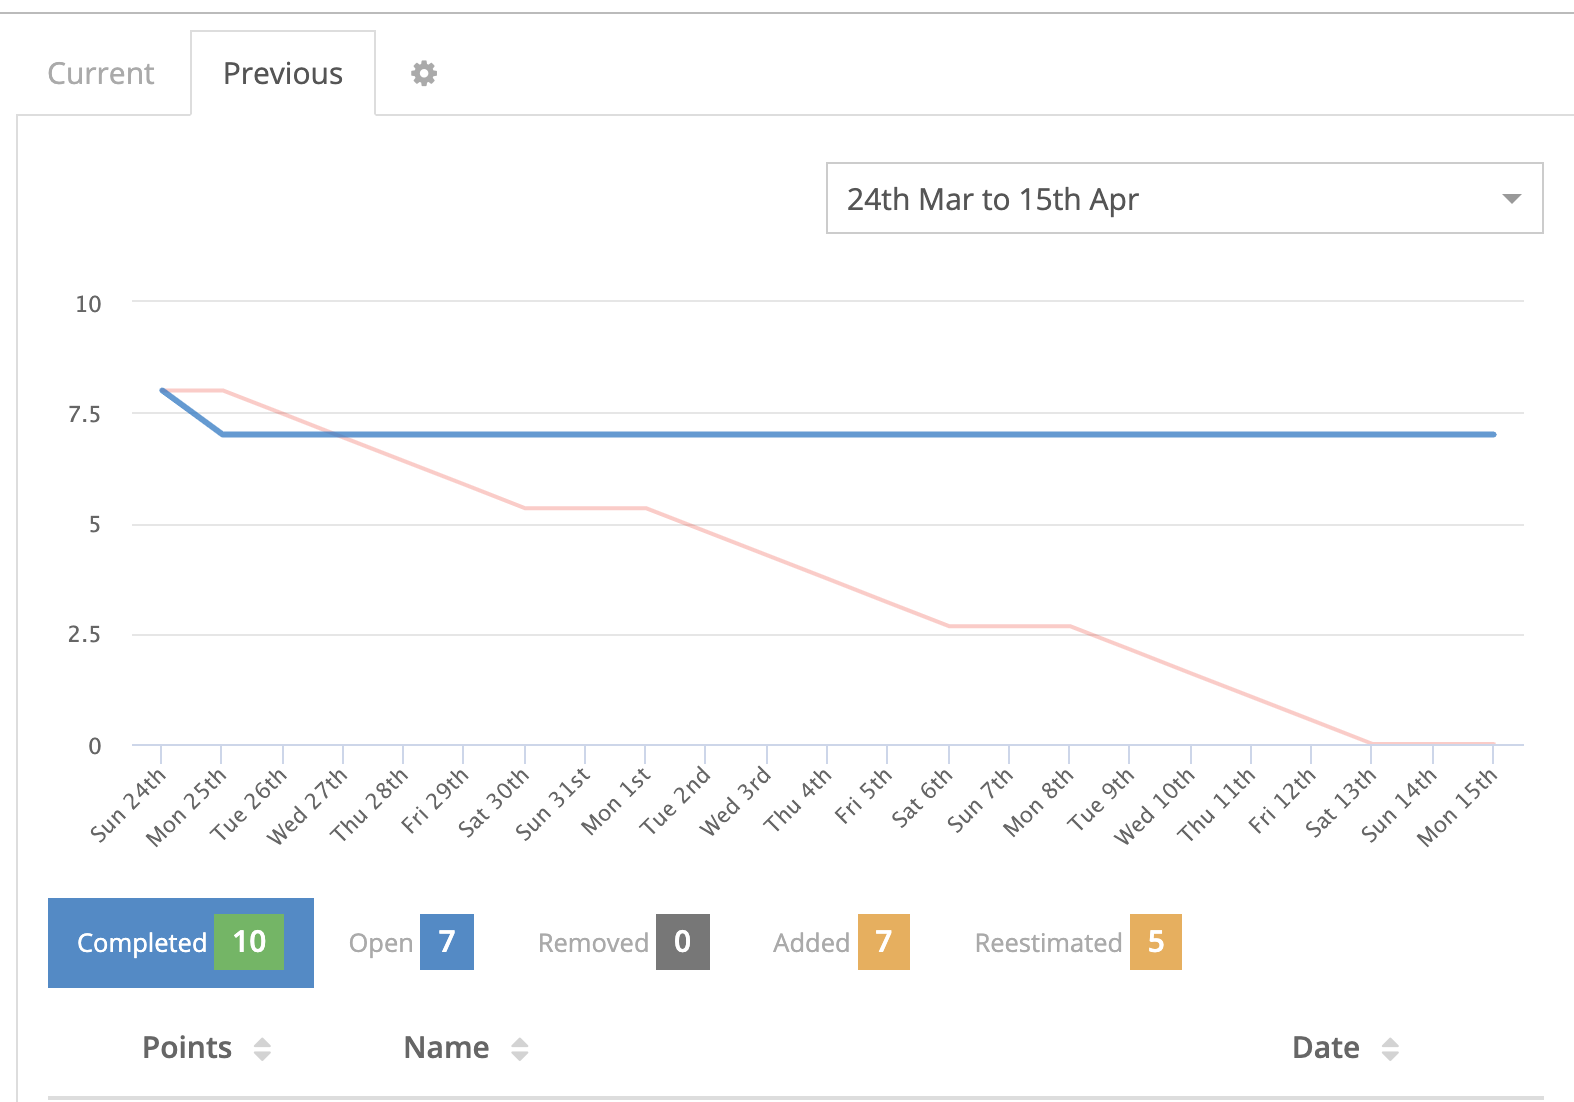 Current Previous
24th Mar to 15th Apr
10
7.5
5
2.5
0
Sun 24th Mon 25th Tue 26th Wed 27th Thu 28th Fri 29th Sat 30th Sun 31st Mon 1st Tue 2nd Wed 3rd Thu 4th Fri 5th Sat 6th Sun 7th Mon 8th Tue 9th Wed 10th Thu 11th Fri 12th Sat 13th Sun 14th Mon 15th
Completed 10 Open 7 Removed 0 Added 7 Reestimated 5
Points Name Date